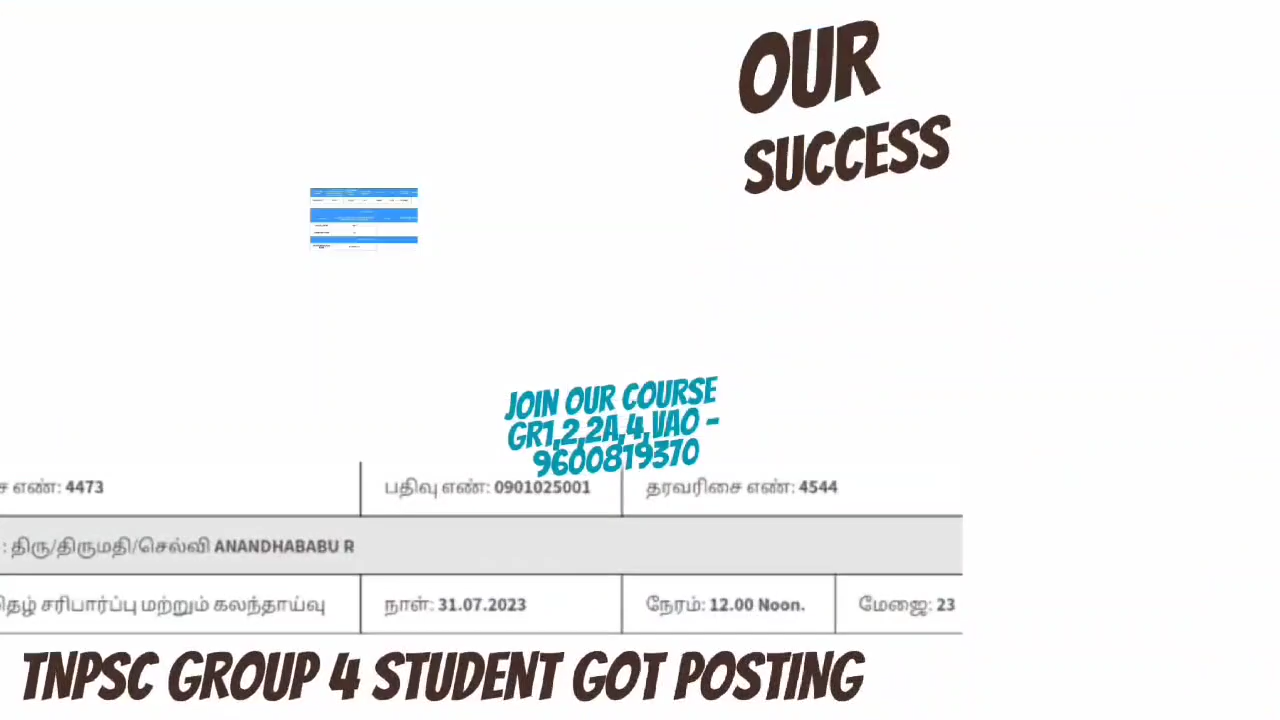 OUR
SUCCESS
JOIN OUR COURSE
GR1,2,2A,4,VAO -
9600819370
எண்: 4473 பதிவு எண்: 0901025001 தரவரிசை எண்: 4544
: திரு/திருமதி/செல்வி ANANDHABABU R
சரிபார்ப்பு மற்றும் கலந்தாய்வு நாள்: 31.07.2023 நேரம்: 12.00 Noon. மேஜை: 23
TNPSC GROUP 4 STUDENT GOT POSTING